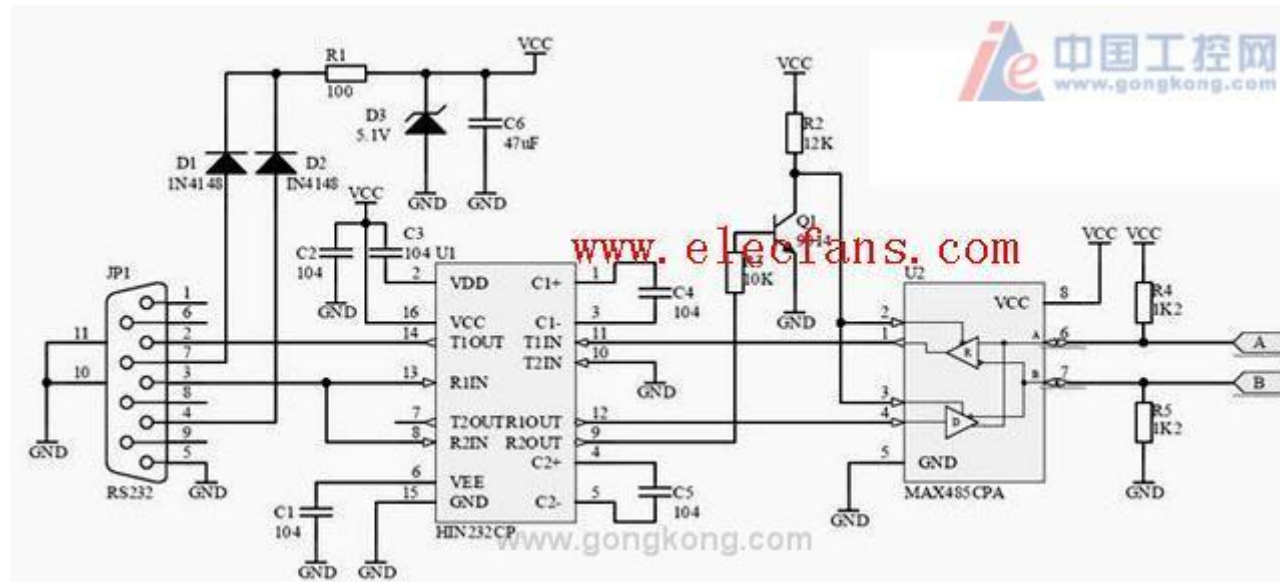 中国工控网
www.gongkong.com
VCC
R1
100
D3
5.1V
C6
47uF
GND
GND
D1
1N4148
D2
IN4148
VCC
R2
12K
Q1
www.elecfans.com
10K
GND
VCC
C2
104
C3
104
GND
U1
HIN232CP
2
VDD
16
VCC
14
T1OUT
13
R1IN
7
T2OUT
8
R2IN
6
VEE
15
GND
C1+
1
C1-
3
T1IN
11
T2IN
10
R1OUT
12
R2OUT
9
C2+
4
C2-
5
C4
104
GND
C5
104
C1
104
GND
GND
JP1
1
6
2
7
3
8
4
9
5
11
10
GND
RS232
GND
U2
VCC
8
VCC
VCC
R4
1K2
2
1
R
A
6
A
B
7
B
3
4
D
5
GND
MAX485CPA
GND
R5
1K2
GND
www.gongkong.com